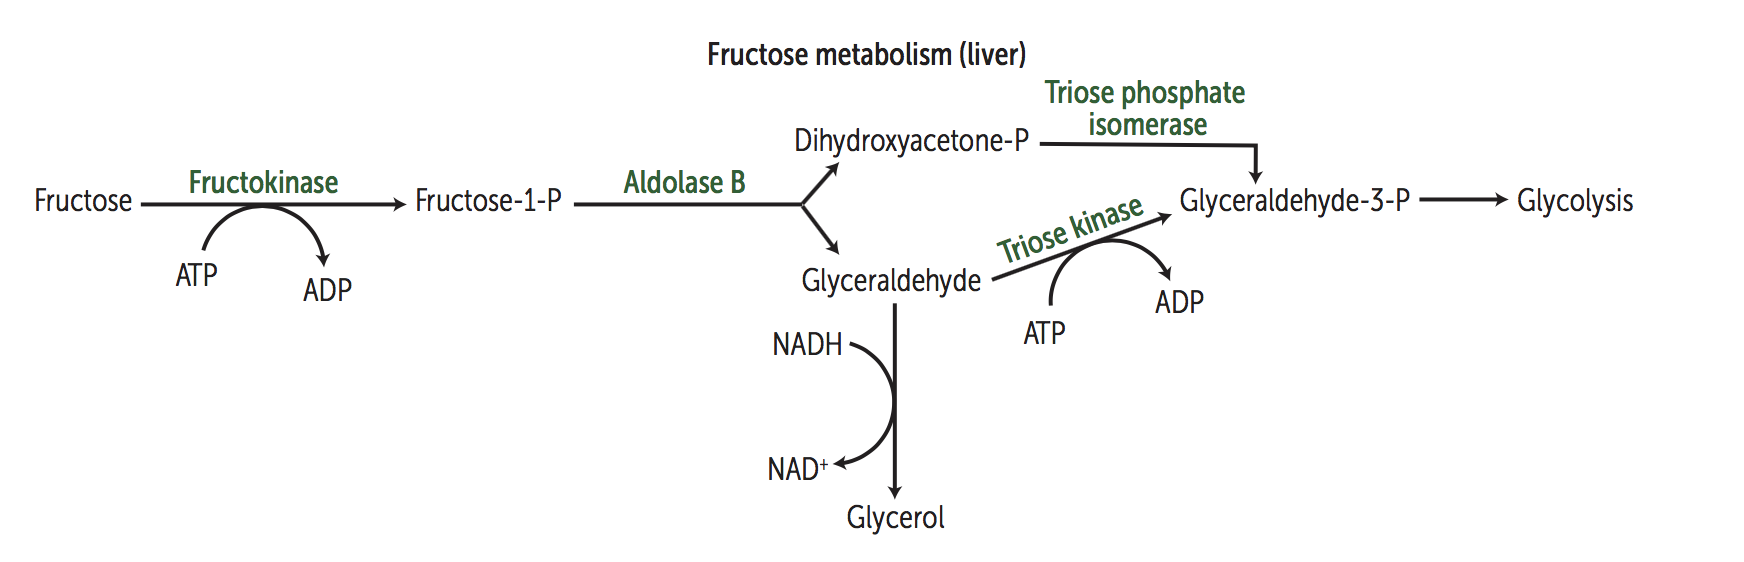 Fructose metabolism (liver)
Triose phosphate
isomerase
Dihydroxyacetone-P
Fructose
Fructokinase
Fructose-1-P
Aldolase B
Glyceraldehyde-3-P
Glycolysis
Triose kinase
ATP
ADP
Glyceraldehyde
ATP
ADP
NADH
NAD⁺
Glycerol